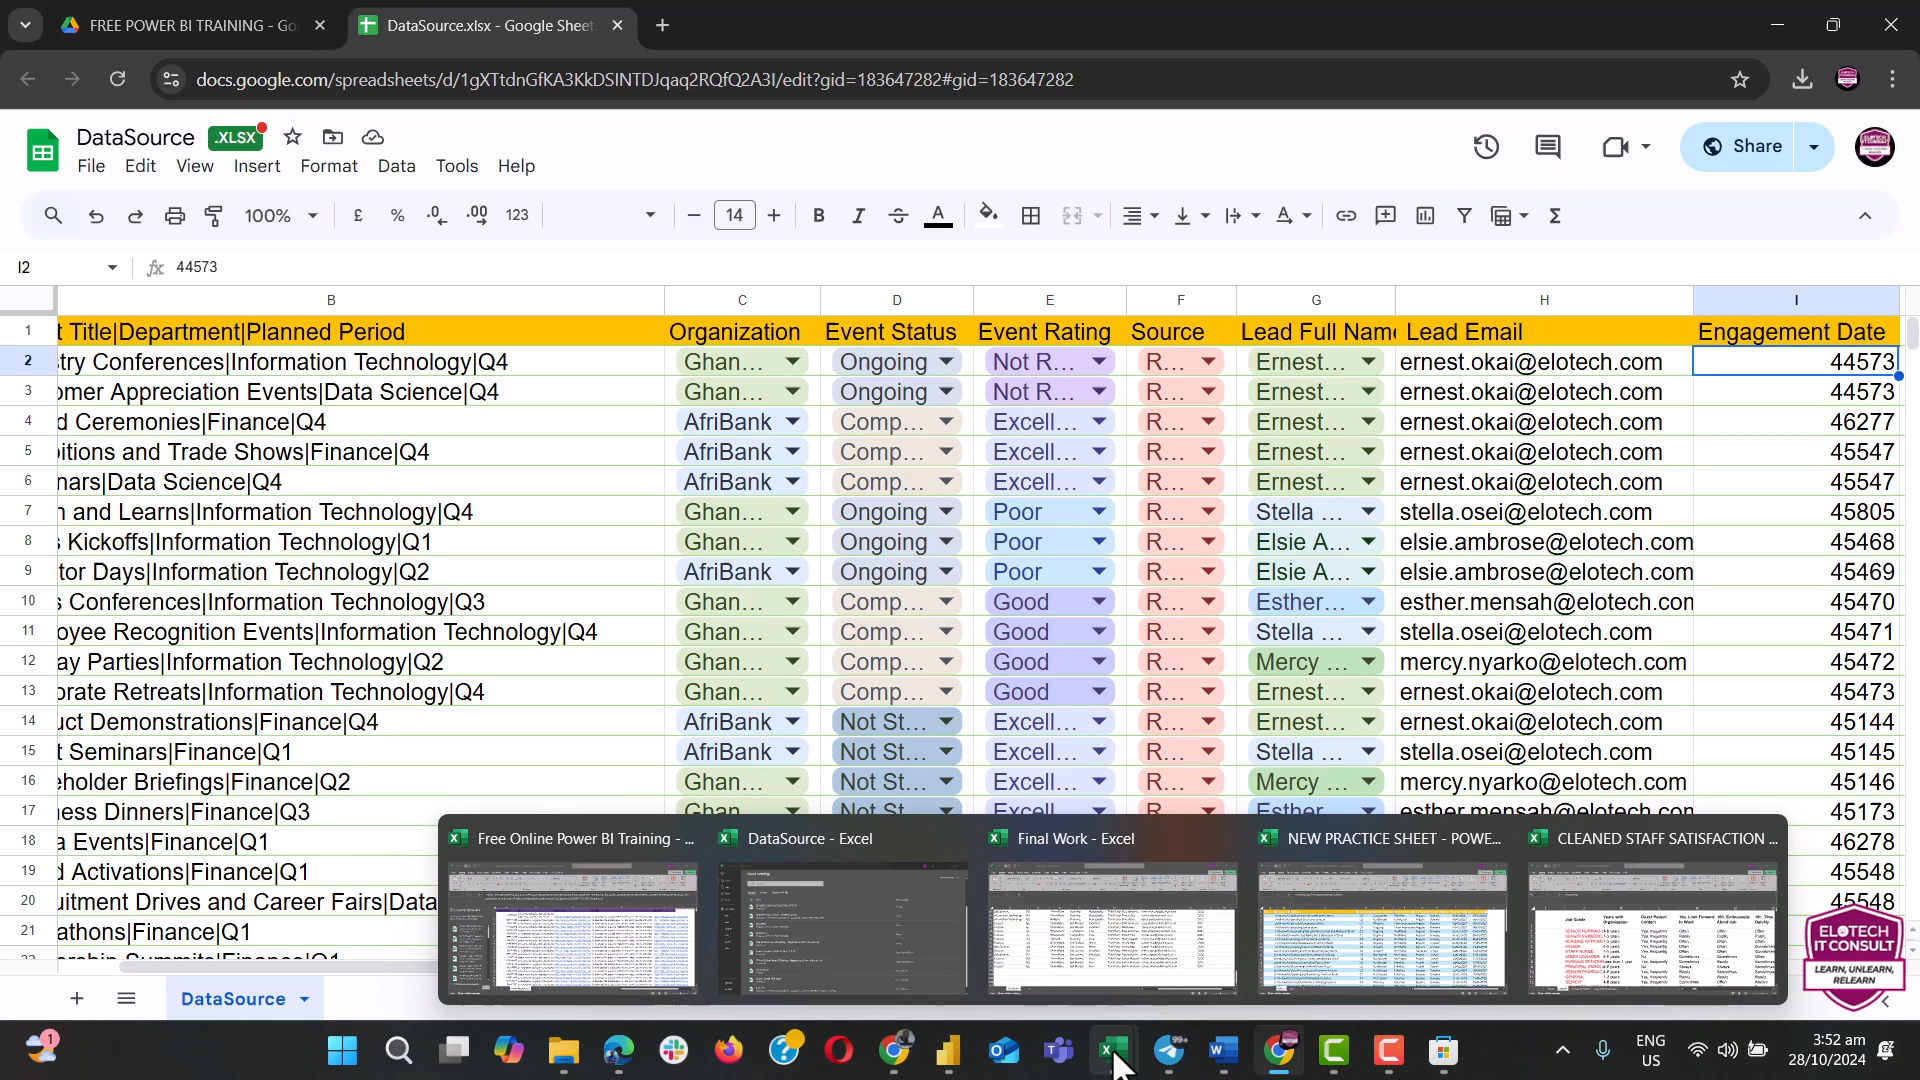 FREE POWER BI TRAINING - Go
DataSource.xlsx - Google Sheet
docs.google.com/spreadsheets/d/1gXTtdnGfKA3KkDSINTDJqaq2RQfQ2A3I/edit?gid=183647282#gid=183647282
DataSource .XLSX
File Edit View Insert Format Data Tools Help
Share
100% £ % .0 .00 123 14 B I S A
I2 fx 44573
B C D E F G H I
1 t Title|Department|Planned Period Organization Event Status Event Rating Source Lead Full Name Lead Email Engagement Date
2 stry Conferences|Information Technology|Q4 Ghan... Ongoing Not R... R... Ernest... ernest.okai@elotech.com 44573
3 omer Appreciation Events|Data Science|Q4 Ghan... Ongoing Not R... R... Ernest... ernest.okai@elotech.com 44573
4 d Ceremonies|Finance|Q4 AfriBank Comp... Excell... R... Ernest... ernest.okai@elotech.com 46277
5 bitions and Trade Shows|Finance|Q4 AfriBank Comp... Excell... R... Ernest... ernest.okai@elotech.com 45547
6 nars|Data Science|Q4 AfriBank Comp... Excell... R... Ernest... ernest.okai@elotech.com 45547
7 h and Learns|Information Technology|Q4 Ghan... Ongoing Poor R... Stella ... stella.osei@elotech.com 45805
8 s Kickoffs|Information Technology|Q1 Ghan... Ongoing Poor R... Elsie A... elsie.ambrose@elotech.com 45468
9 tor Days|Information Technology|Q2 AfriBank Ongoing Poor R... Elsie A... elsie.ambrose@elotech.com 45469
10 s Conferences|Information Technology|Q3 Ghan... Comp... Good R... Esther... esther.mensah@elotech.con 45470
11 oyee Recognition Events|Information Technology|Q4 Ghan... Comp... Good R... Stella ... stella.osei@elotech.com 45471
12 ay Parties|Information Technology|Q2 Ghan... Comp... Good R... Mercy ... mercy.nyarko@elotech.com 45472
13 orate Retreats|Information Technology|Q4 Ghan... Comp... Good R... Ernest... ernest.okai@elotech.com 45473
14 uct Demonstrations|Finance|Q4 AfriBank Not St... Excell... R... Ernest... ernest.okai@elotech.com 45144
15 t Seminars|Finance|Q1 AfriBank Not St... Excell... R... Stella ... stella.osei@elotech.com 45145
16 eholder Briefings|Finance|Q2 Ghan... Not St... Excell... R... Mercy ... mercy.nyarko@elotech.com 45146
17 ness Dinners|Finance|Q3 Ghan Not St Excell R Esther esther.mensah@elotech.con 45173
18 a Events|Finance|Q1 46278
19 d Activations|Finance|Q1 45548
20 uitment Drives and Career Fairs|Data 45548
21 athons|Finance|Q1
Free Online Power BI Training - ... DataSource - Excel Final Work - Excel NEW PRACTICE SHEET - POWE... CLEANED STAFF SATISFACTION ...
ELOTECH
IT CONSULT
LEARN, UNLEARN,
RELEARN
DataSource
1
99+
ENG
US
3:52 am
28/10/2024